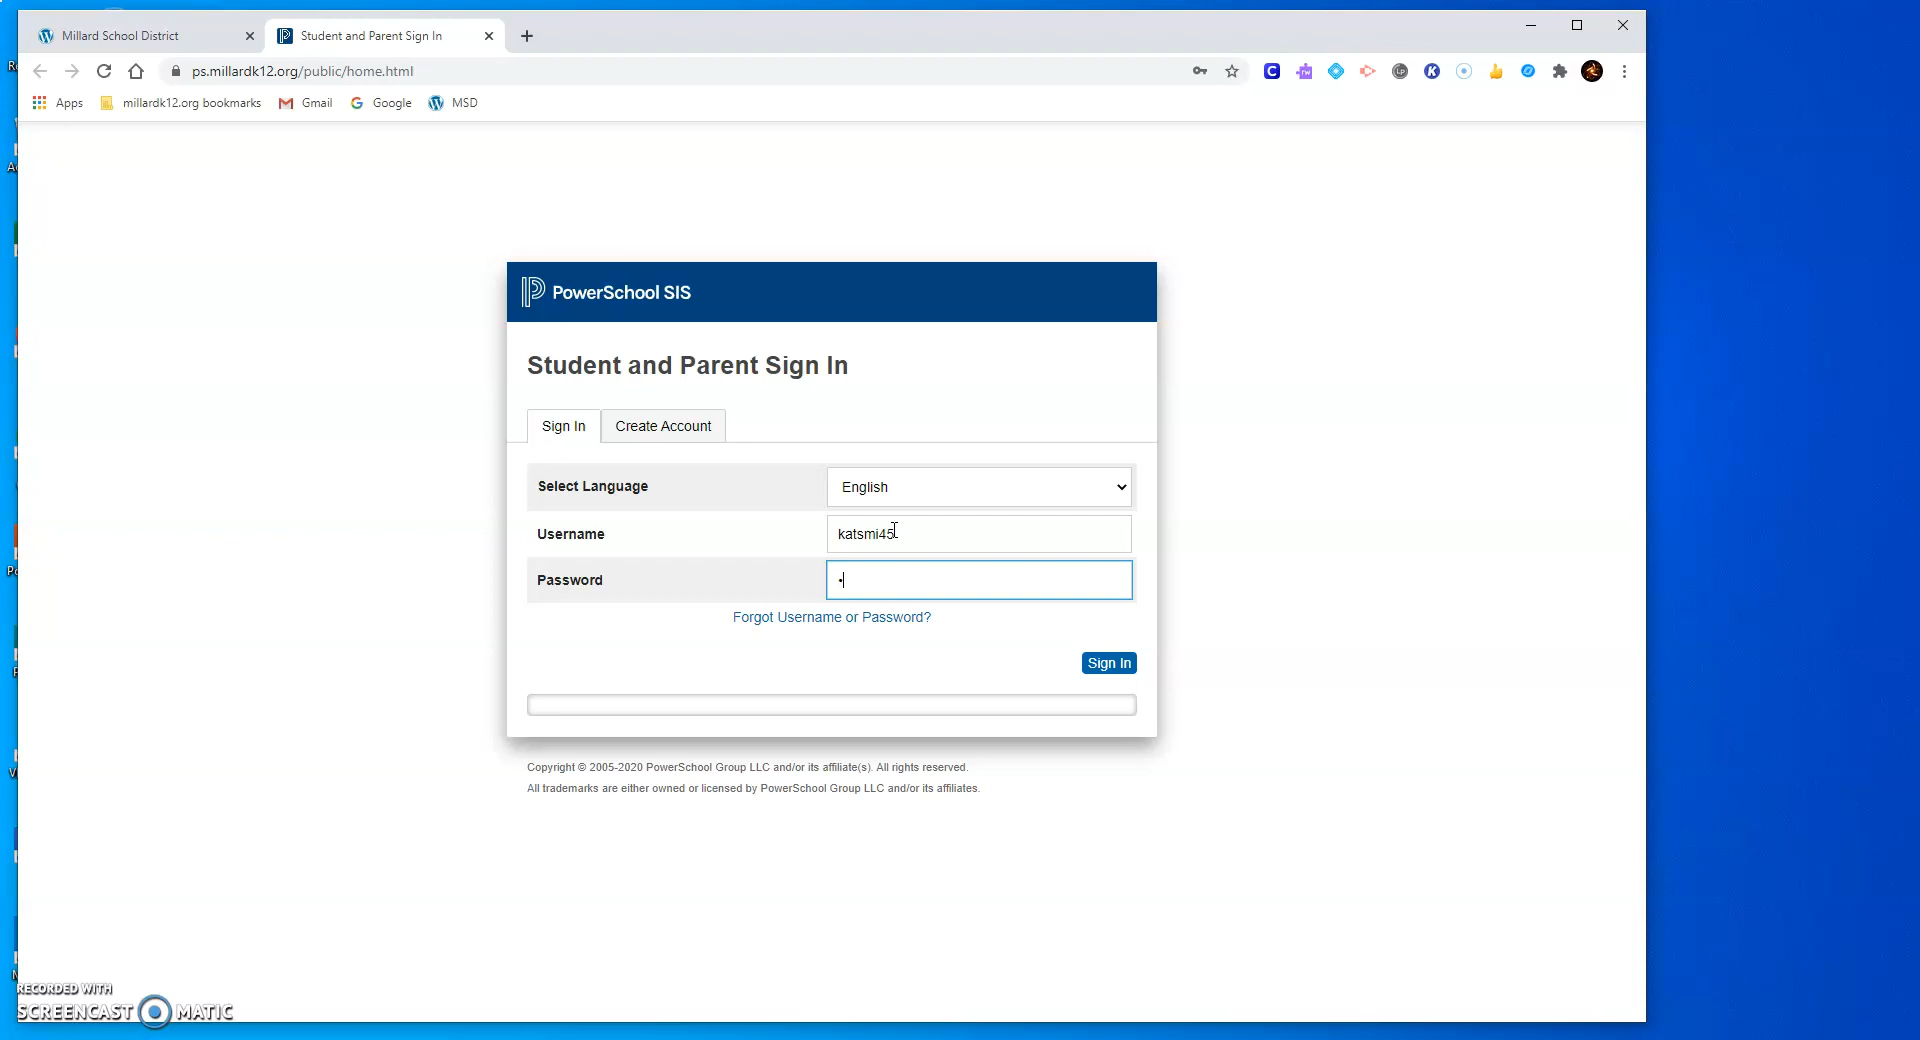 Millard School District
Student and Parent Sign In
ps.millardk12.org/public/home.html
Apps millardk12.org bookmarks Gmail Google MSD
PowerSchool SIS
Student and Parent Sign In
Sign In Create Account
Select Language English
Username katsmi45
Password •
Forgot Username or Password?
Sign In
Copyright © 2005-2020 PowerSchool Group LLC and/or its affiliate(s). All rights reserved.
All trademarks are either owned or licensed by PowerSchool Group LLC and/or its affiliates.
RECORDED WITH
SCREENCAST MATIC